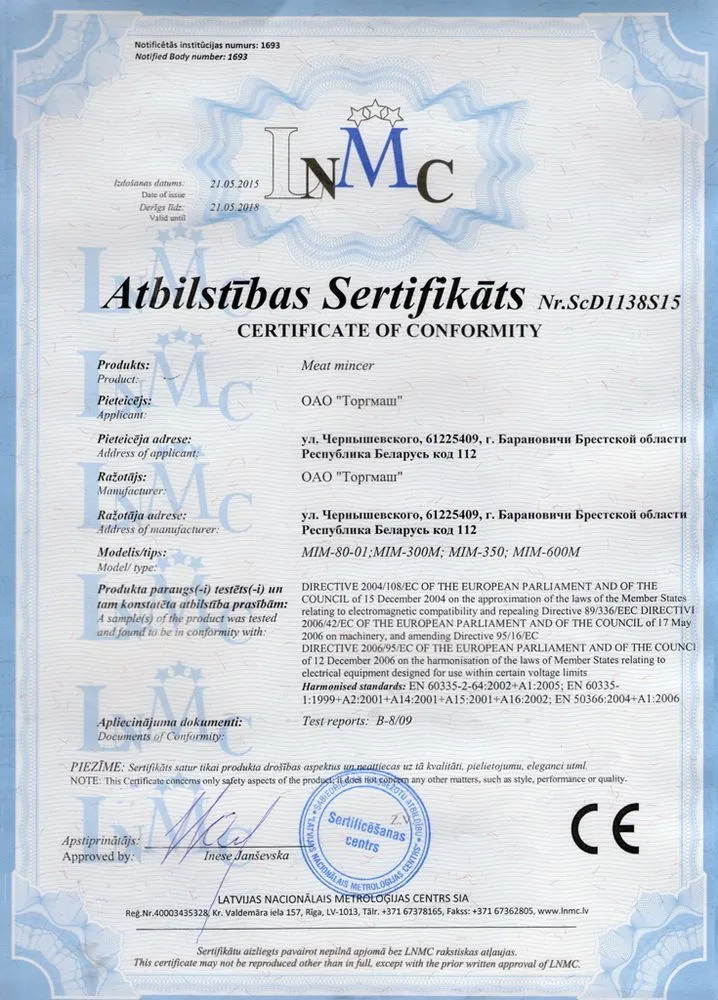 Notificētās institūcijas numurs: 1693
Notified Body number: 1693
LNMC
Izdošanas datums: 21.05.2015
Date of issue
Derīgs līdz: 21.05.2018
Valid until
Atbilstības Sertifikāts Nr.ScD1138S15
CERTIFICATE OF CONFORMITY
Produkts: Meat mincer
Product:
Pieteicējs: ОАО "Торгмаш"
Applicant:
Pieteicēja adrese: ул. Чернышевского, 61225409, г. Барановичи Брестской области
Address of applicant: Республика Беларусь код 112
Ražotājs: ОАО "Торгмаш"
Manufacturer:
Ražotāja adrese: ул. Чернышевского, 61225409, г. Барановичи Брестской области
Address of manufacturer: Республика Беларусь код 112
Modelis/tips: MIM-80-01;MIM-300M; MIM-350; MIM-600M
Model/ type:
Produkta paraugs(-i) testēts(-i) un DIRECTIVE 2004/108/EC OF THE EUROPEAN PARLIAMENT AND OF THE
tam konstatēta atbilstība prasībām: COUNCIL of 15 December 2004 on the approximation of the laws of the Member States
A sample(s) of the product was tested relating to electromagnetic compatibility and repealing Directive 89/336/EEC DIRECTIVI
and found to be in conformity with: 2006/42/EC OF THE EUROPEAN PARLIAMENT AND OF THE COUNCIL of 17 May
2006 on machinery, and amending Directive 95/16/EC
DIRECTIVE 2006/95/EC OF THE EUROPEAN PARLIAMENT AND OF THE COUNCI
of 12 December 2006 on the harmonisation of the laws of Member States relating to
electrical equipment designed for use within certain voltage limits
Harmonised standards: EN 60335-2-64:2002+A1:2005; EN 60335-
1:1999+A2:2001+A14:2001+A15:2001+A16:2002; EN 50366:2004+A1:2006
Apliecinājuma dokumenti: Test reports: B-8/09
Documents of Conformity:
PIEZĪME: Sertifikāts satur tikai produkta drošības aspektus un neattiecas uz tā kvalitāti, pielietojumu, eleganci utml.
NOTE: This Certificate concerns only safety aspects of the product, it does not concern any other matters, such as style, performance or quality.
SABIEDRĪBA AR IEROBEŽOTU ATBILDĪBU
Z.V.
Sertificēšanas
centrs
"LATVIJAS NACIONĀLAIS METROLOĢIJAS CENTRS"
CE
Apstiprinātājs:
Approved by: Inese Janševska
LATVIJAS NACIONĀLAIS METROLOĢIJAS CENTRS SIA
Reģ.Nr.40003435328, Kr. Valdemāra iela 157, Rīga, LV-1013, Tālr. +371 67378165, Fakss: +371 67362805, www.lnmc.lv
Sertifikātu aizliegts pavairot nepilnā apjomā bez LNMC rakstiskas atļaujas.
This certificate may not be reproduced other than in full, except with the prior written approval of LNMC.